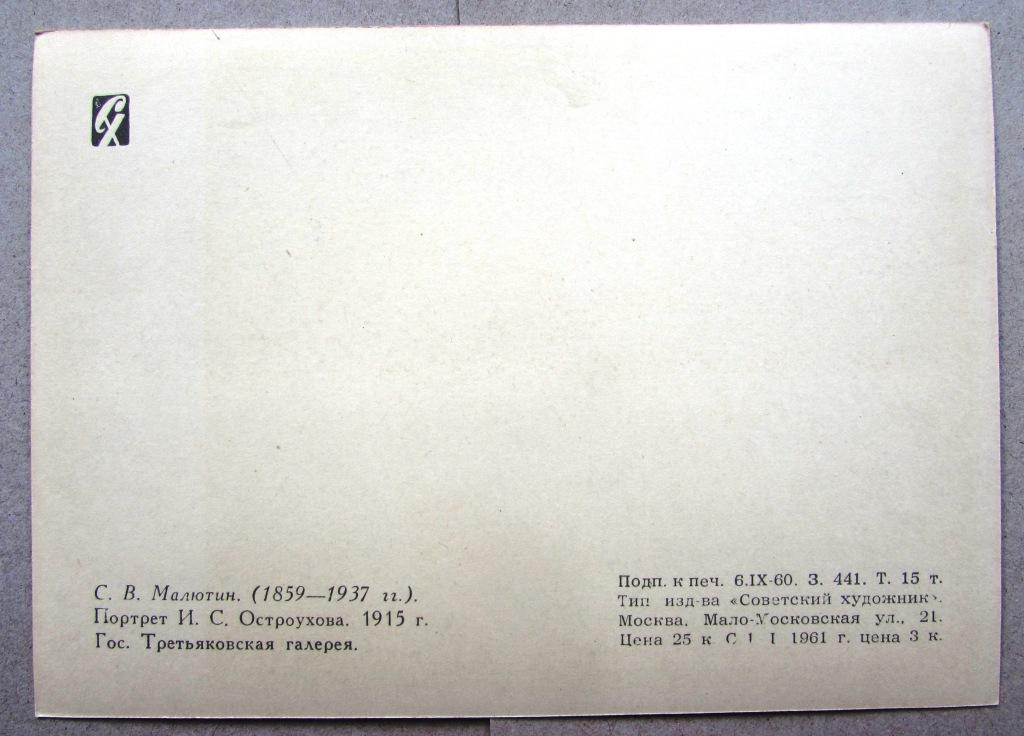 СХ
С. В. Малютин. (1859—1937 гг.).
Портрет И. С. Остроухова. 1915 г.
Гос. Третьяковская галерея.
Подп. к печ. 6.IX-60. З. 441. Т. 15 т.
Тип изд-ва «Советский художник».
Москва, Мало-Московская ул., 21.
Цена 25 к. С 1 I 1961 г. цена 3 к.